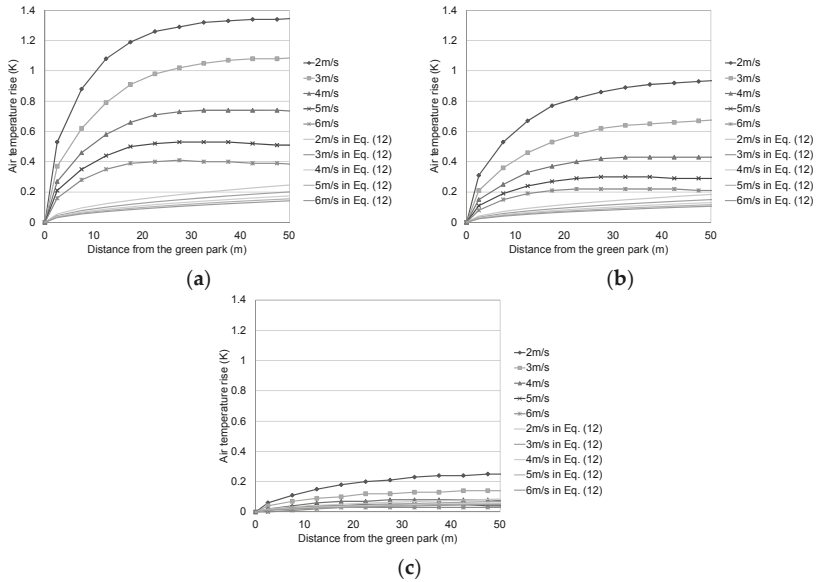 1.4
1.2
1
0.8
0.6
0.4
0.2
0
Air temperature rise (K)
0 10 20 30 40 50
Distance from the green park (m)
2m/s
3m/s
4m/s
5m/s
6m/s
2m/s in Eq. (12)
3m/s in Eq. (12)
4m/s in Eq. (12)
5m/s in Eq. (12)
6m/s in Eq. (12)
(a)
1.4
1.2
1
0.8
0.6
0.4
0.2
0
Air temperature rise (K)
0 10 20 30 40 50
Distance from the green park (m)
2m/s
3m/s
4m/s
5m/s
6m/s
2m/s in Eq. (12)
3m/s in Eq. (12)
4m/s in Eq. (12)
5m/s in Eq. (12)
6m/s in Eq. (12)
(b)
1.4
1.2
1
0.8
0.6
0.4
0.2
0
Air temperature rise (K)
0 10 20 30 40 50
Distance from the green park (m)
2m/s
3m/s
4m/s
5m/s
6m/s
2m/s in Eq. (12)
3m/s in Eq. (12)
4m/s in Eq. (12)
5m/s in Eq. (12)
6m/s in Eq. (12)
(c)